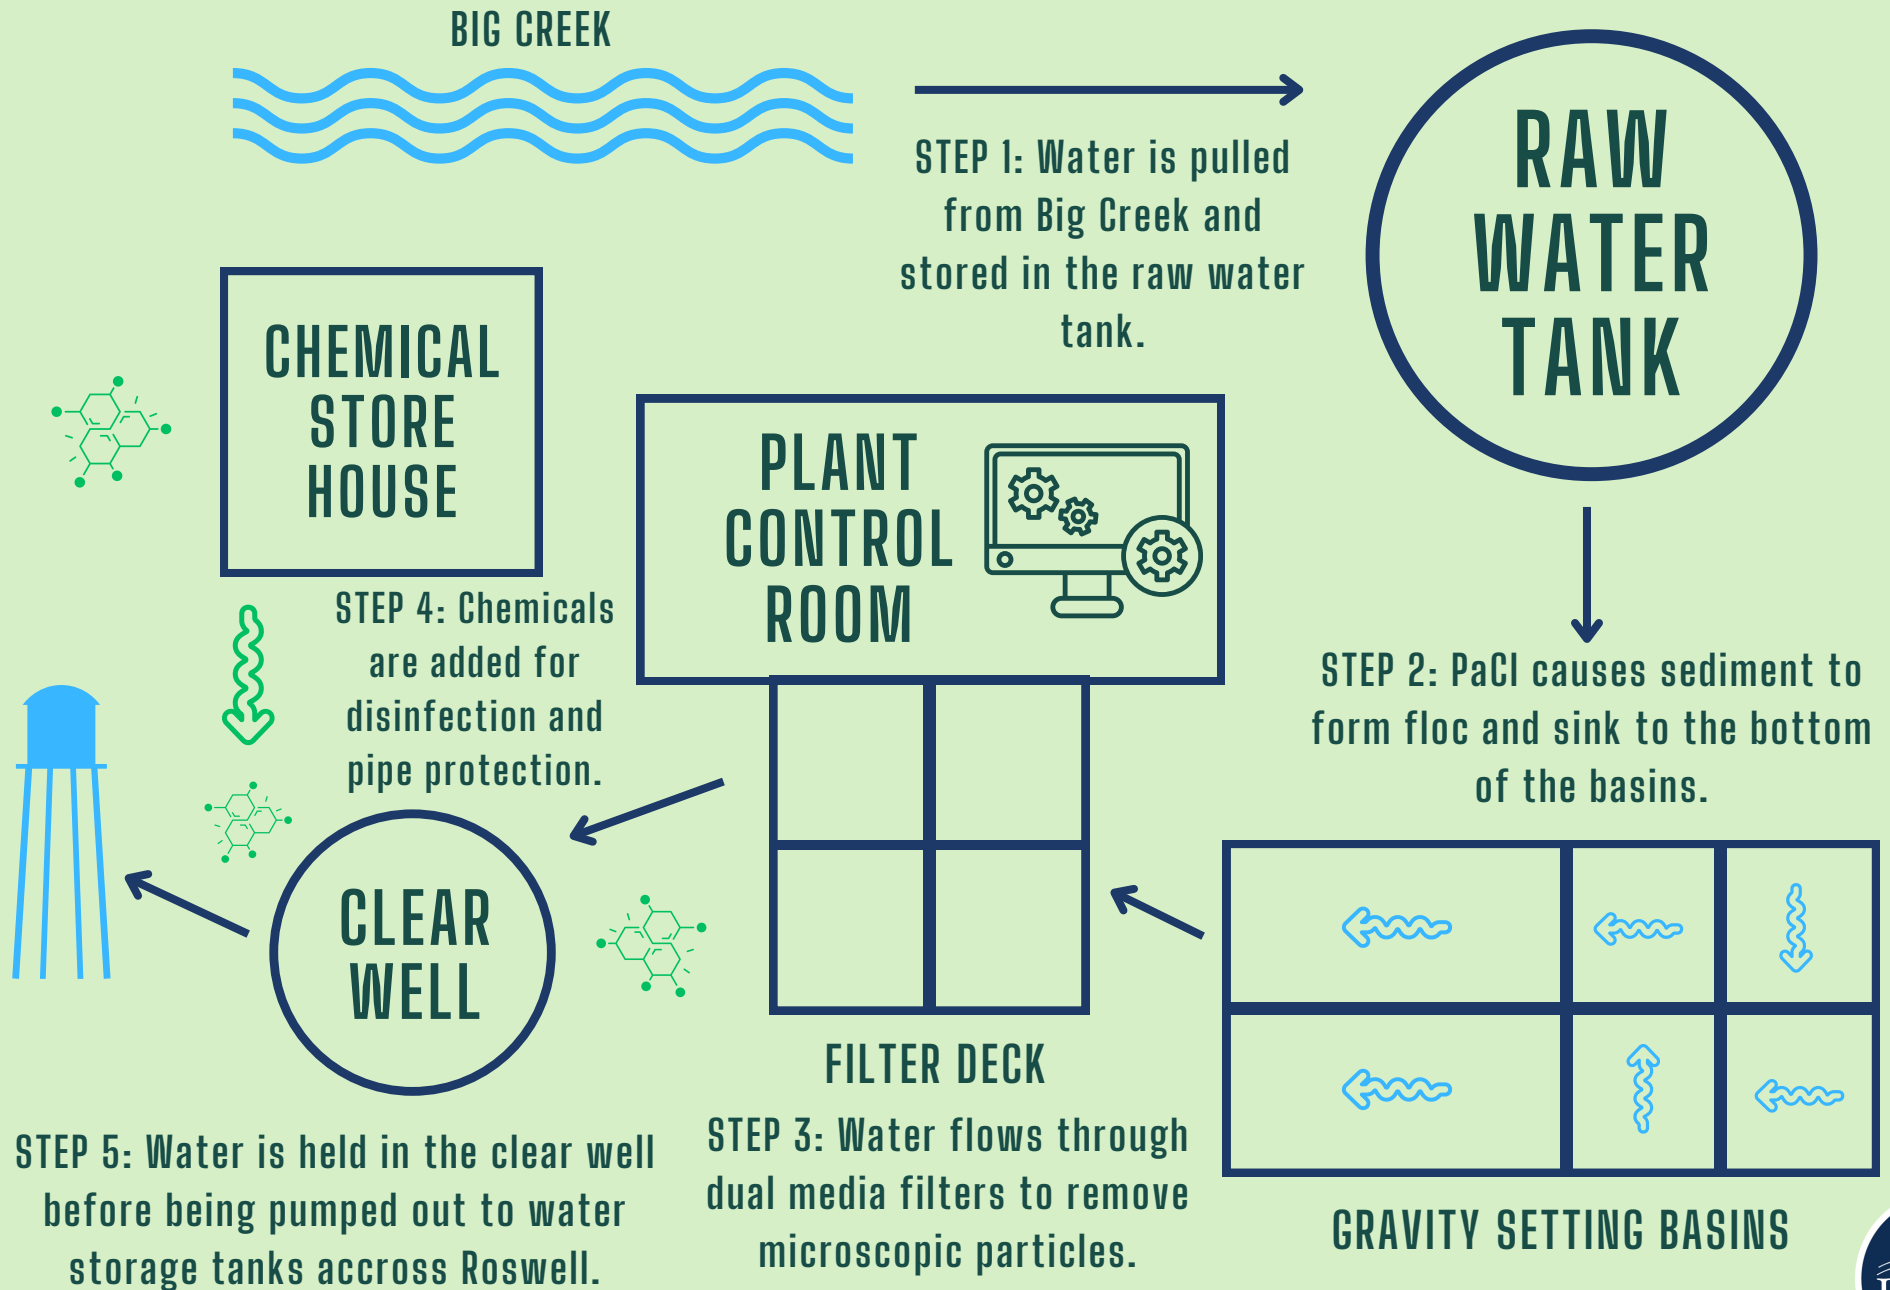 BIG CREEK
STEP 1: Water is pulled
from Big Creek and
stored in the raw water
tank.
RAW
WATER
TANK
CHEMICAL
STORE
HOUSE
PLANT
CONTROL
ROOM
STEP 4: Chemicals
are added for
disinfection and
pipe protection.
STEP 2: PaCl causes sediment to
form floc and sink to the bottom
of the basins.
CLEAR
WELL
FILTER DECK
STEP 3: Water flows through
dual media filters to remove
microscopic particles.
GRAVITY SETTING BASINS
STEP 5: Water is held in the clear well
before being pumped out to water
storage tanks accross Roswell.